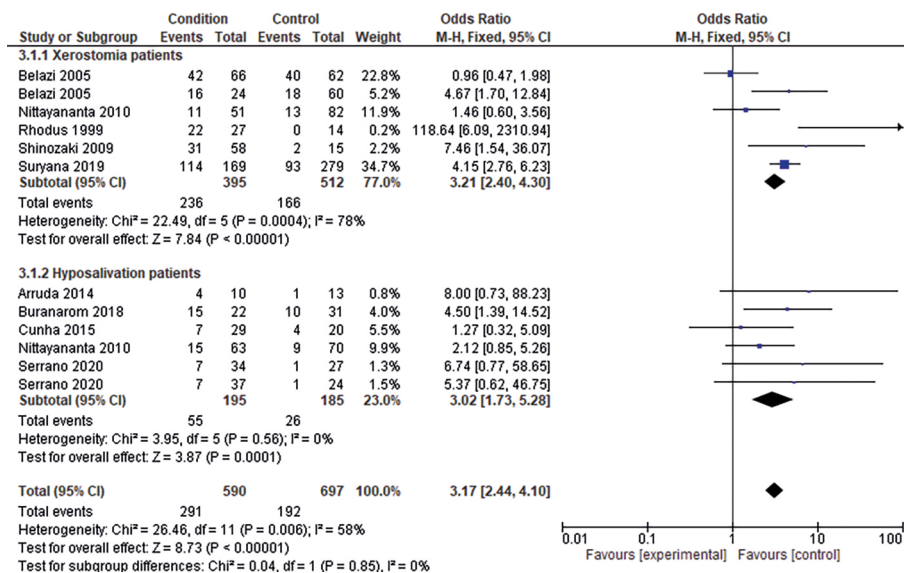 Condition Control Odds Ratio Odds Ratio
Study or Subgroup Events Total Events Total Weight M-H, Fixed, 95% CI M-H, Fixed, 95% CI
3.1.1 Xerostomia patients
Belazi 2005 42 66 40 62 22.8% 0.96 [0.47, 1.98]
Belazi 2005 16 24 18 60 5.2% 4.67 [1.70, 12.84]
Nittayananta 2010 11 51 13 82 11.9% 1.46 [0.60, 3.56]
Rhodus 1999 22 27 0 14 0.2% 118.64 [6.09, 2310.94]
Shinozaki 2009 31 58 2 15 3.0% 7.46 [1.54, 36.07]
Suryana 2019 114 169 93 279 34.7% 4.15 [2.76, 6.23]
Subtotal (95% CI) 395 512 77.0% 3.21 [2.40, 4.30]
Total events 236 166
Heterogeneity: Chi² = 22.49, df = 5 (P = 0.0004); I² = 78%
Test for overall effect: Z = 7.84 (P < 0.00001)
3.1.2 Hyposalivation patients
Arruda 2014 4 10 1 13 0.8% 8.00 [0.73, 88.23]
Buranarom 2018 15 22 10 31 4.0% 4.50 [1.39, 14.52]
Cunha 2015 7 29 4 20 5.5% 1.27 [0.32, 5.09]
Nittayananta 2010 15 63 9 70 9.9% 2.12 [0.85, 5.26]
Serrano 2020 7 34 1 27 1.3% 6.74 [0.77, 58.65]
Serrano 2020 7 37 1 24 1.5% 5.37 [0.62, 46.75]
Subtotal (95% CI) 195 185 23.0% 3.02 [1.73, 5.28]
Total events 55 26
Heterogeneity: Chi² = 3.95, df = 5 (P = 0.56); I² = 0%
Test for overall effect: Z = 3.87 (P = 0.0001)
Total (95% CI) 590 697 100.0% 3.17 [2.44, 4.10]
Total events 291 192
Heterogeneity: Chi² = 26.46, df = 11 (P = 0.006); I² = 58%
Test for overall effect: Z = 8.73 (P < 0.00001)
Test for subgroup differences: Chi² = 0.04, df = 1 (P = 0.85), I² = 0%
0.01 0.1 1 10 100
Favours [experimental] Favours [control]